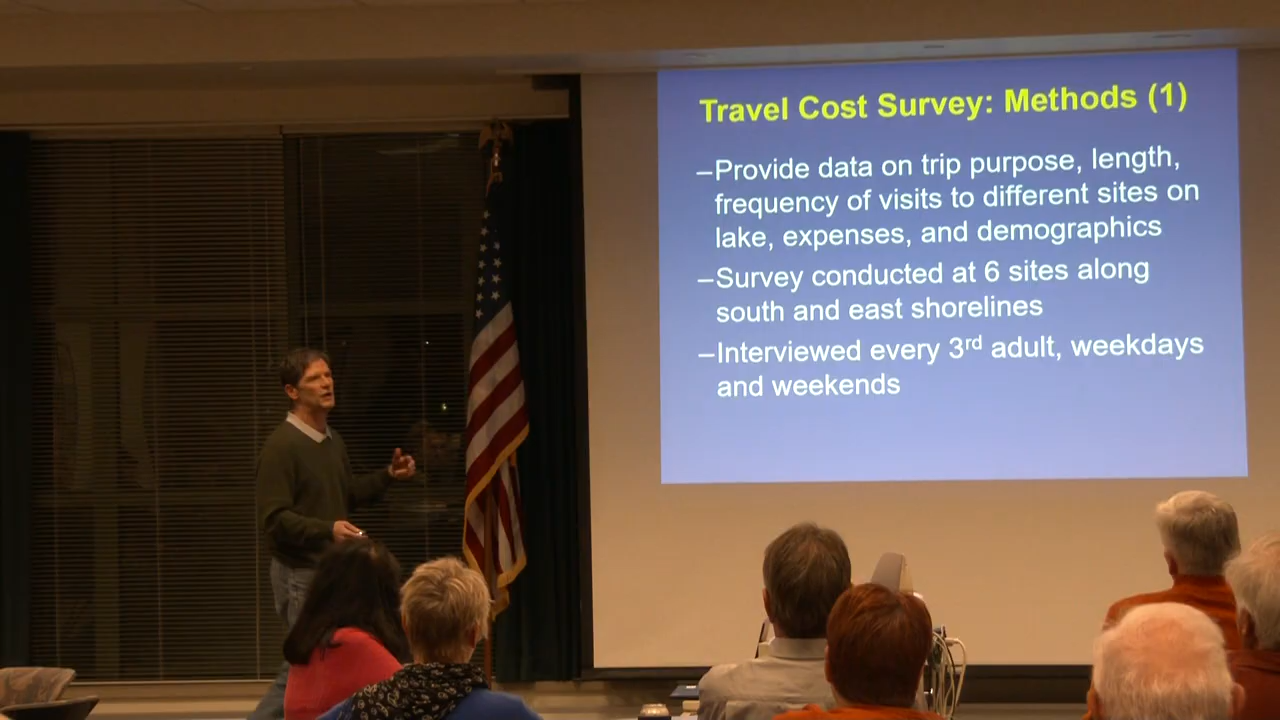 Travel Cost Survey: Methods (1)
–Provide data on trip purpose, length,
frequency of visits to different sites on
lake, expenses, and demographics
–Survey conducted at 6 sites along
south and east shorelines
–Interviewed every 3rd adult, weekdays
and weekends